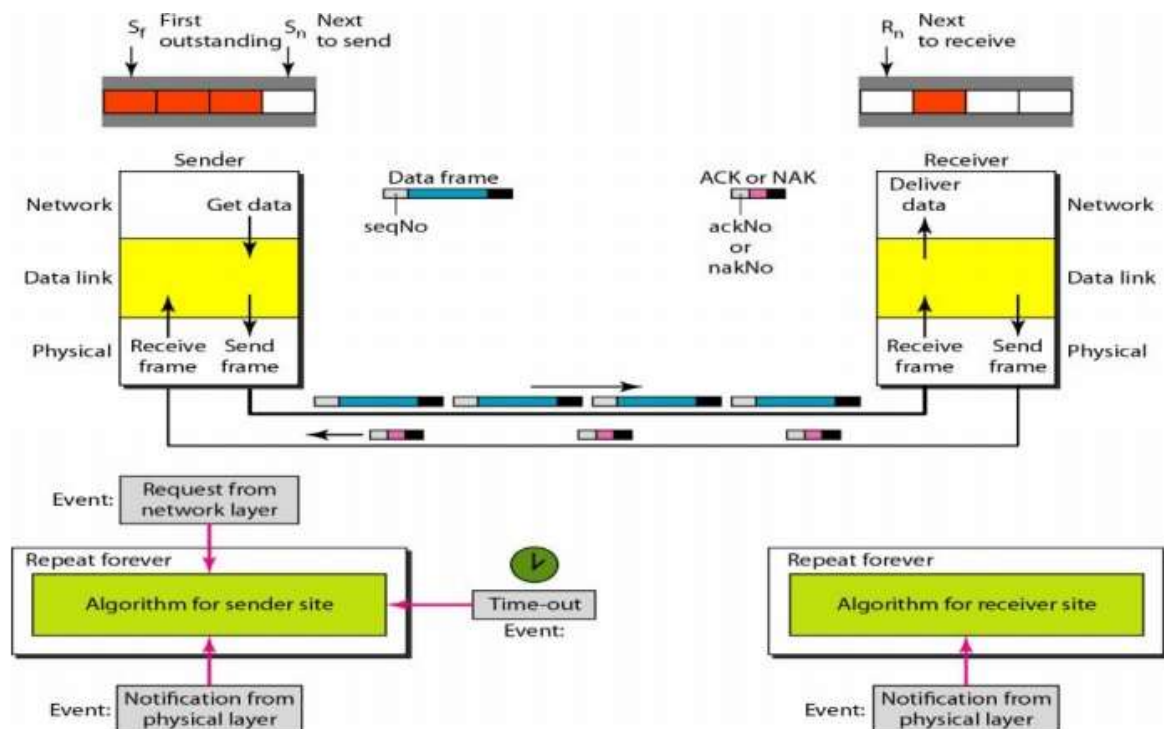 Sf First
outstanding
Sn Next
to send
Rn Next
to receive
Sender
Receiver
Network
Get data
Data frame
seqNo
ACK or NAK
ackNo
or
nakNo
Deliver
data
Network
Data link
Data link
Physical
Receive
frame
Send
frame
Receive
frame
Send
frame
Physical
Event:
Request from
network layer
Repeat forever
Algorithm for sender site
Time-out
Event:
Repeat forever
Algorithm for receiver site
Event:
Notification from
physical layer
Event:
Notification from
physical layer